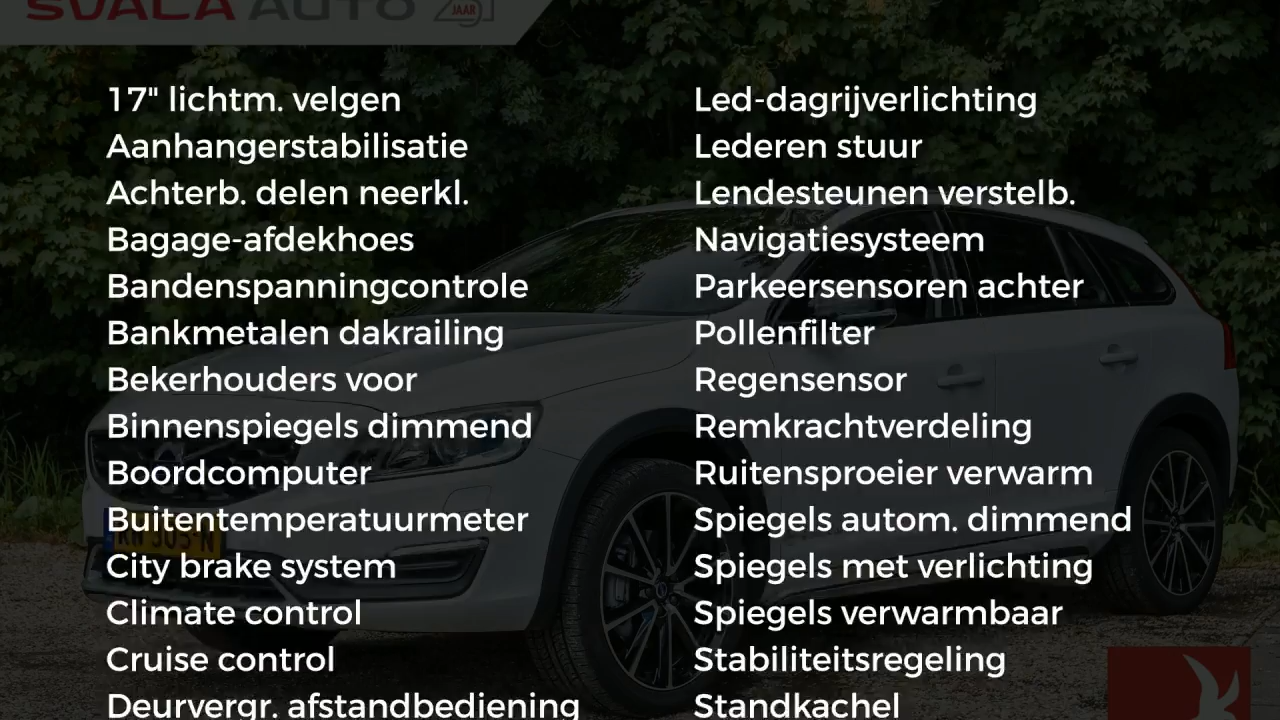 SVALA AUTO
JAAR
17" lichtm. velgen
Aanhangerstabilisatie
Achterb. delen neerkl.
Bagage-afdekhoes
Bandenspanningcontrole
Bankmetalen dakrailing
Bekerhouders voor
Binnenspiegels dimmend
Boordcomputer
Buitentemperatuurmeter
City brake system
Climate control
Cruise control
Deurvergr. afstandbediening
Led-dagrijverlichting
Lederen stuur
Lendesteunen verstelb.
Navigatiesysteem
Parkeersensoren achter
Pollenfilter
Regensensor
Remkrachtverdeling
Ruitensproeier verwarm
Spiegels autom. dimmend
Spiegels met verlichting
Spiegels verwarmbaar
Stabiliteitsregeling
Standkachel